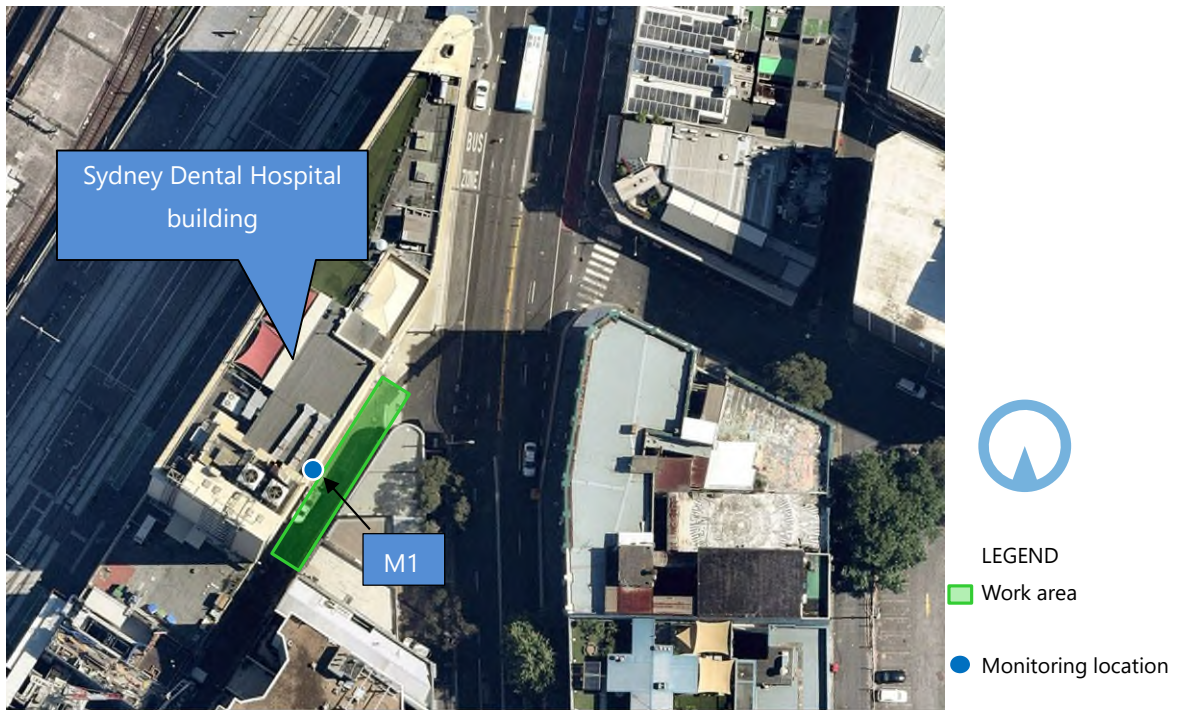 Sydney Dental Hospital
building
BUS
ZONE
M1
LEGEND
Work area
Monitoring location